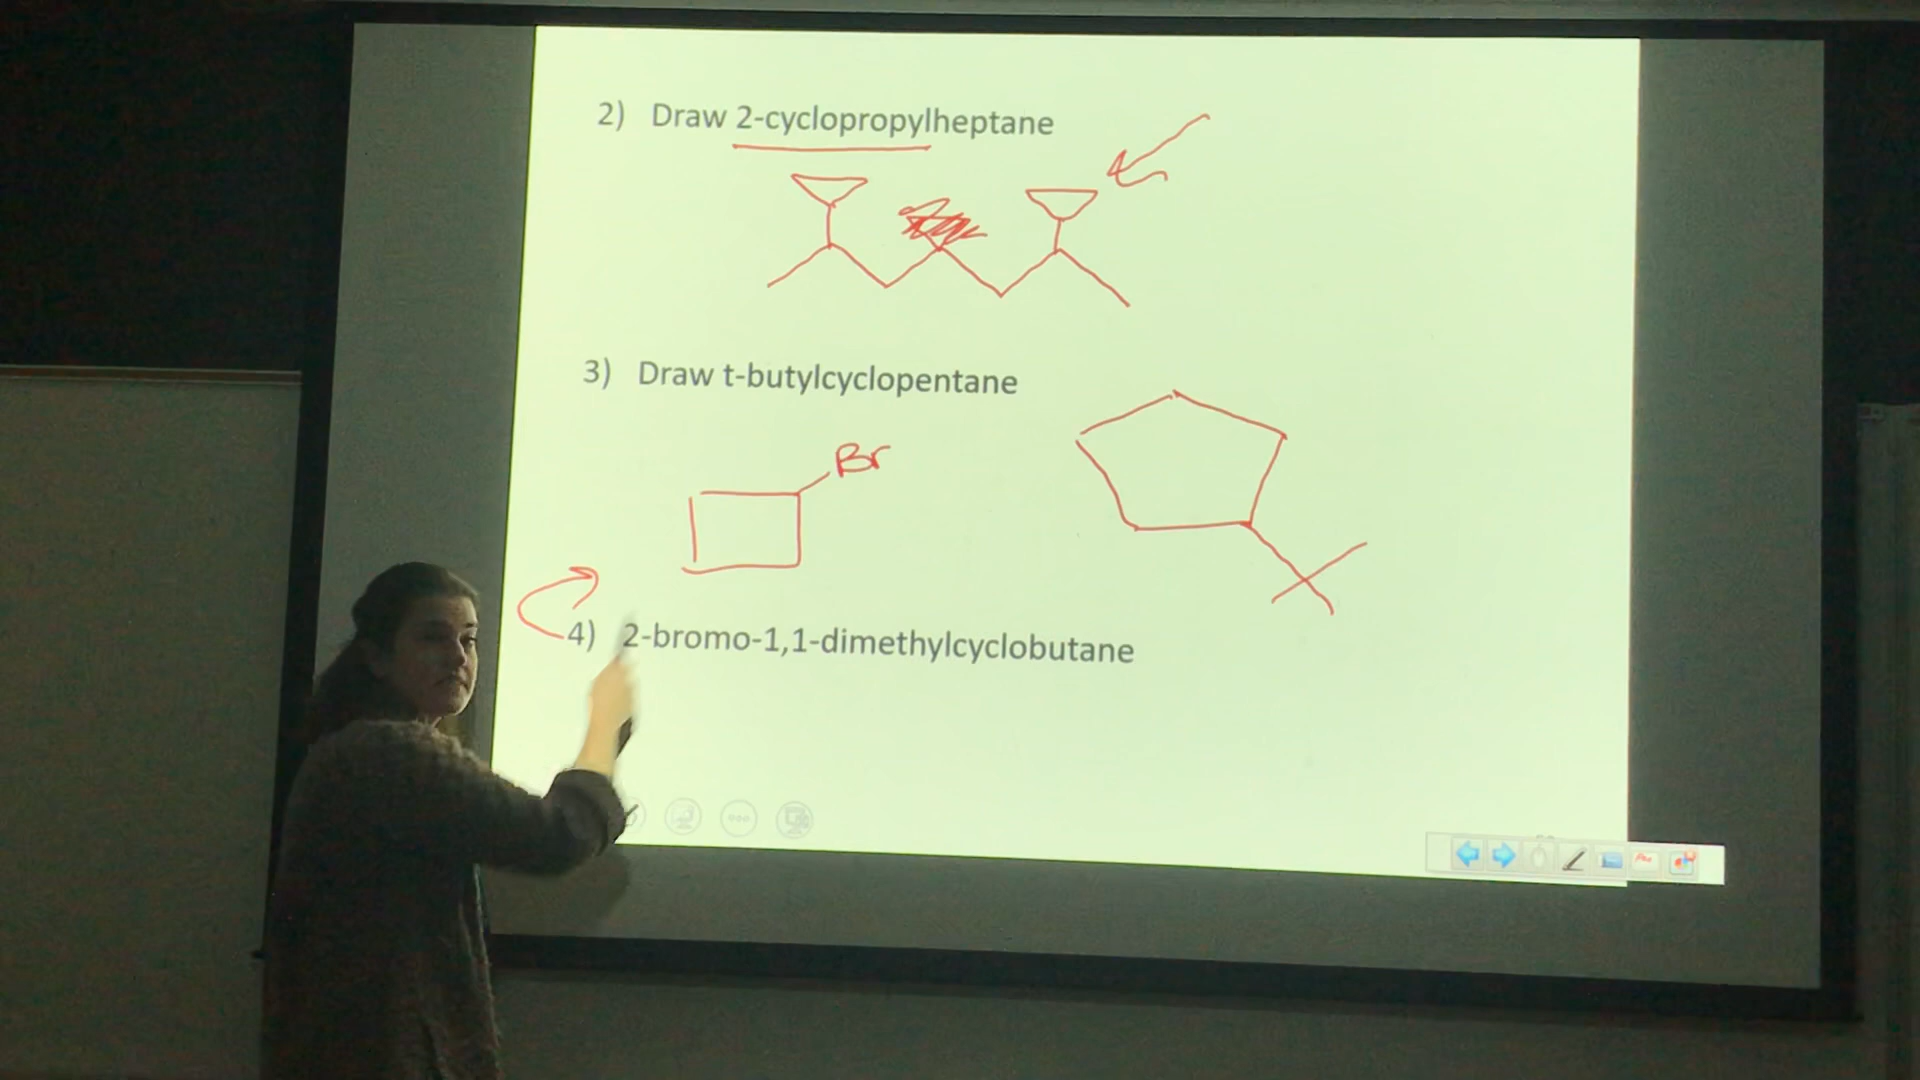 2) Draw 2-cyclopropylheptane
3) Draw t-butylcyclopentane
Br
4) 2-bromo-1,1-dimethylcyclobutane